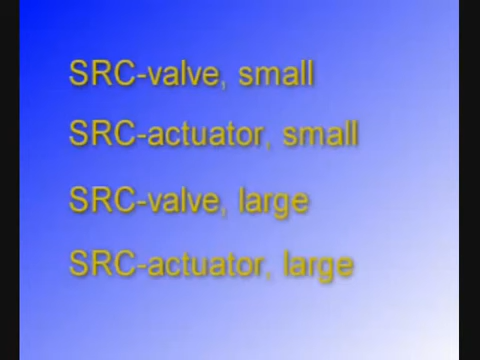 SRC-valve, small
SRC-actuator, small
SRC-valve, large
SRC-actuator, large